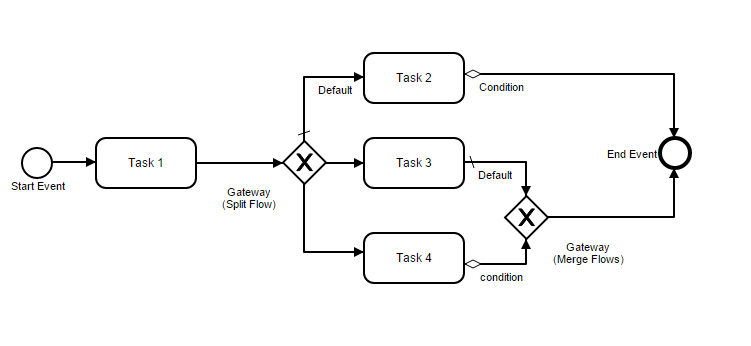 Start Event
Task 1
Gateway
(Split Flow)
X
Default
Task 2
Condition
Task 3
Default
Task 4
condition
X
Gateway
(Merge Flows)
End Event